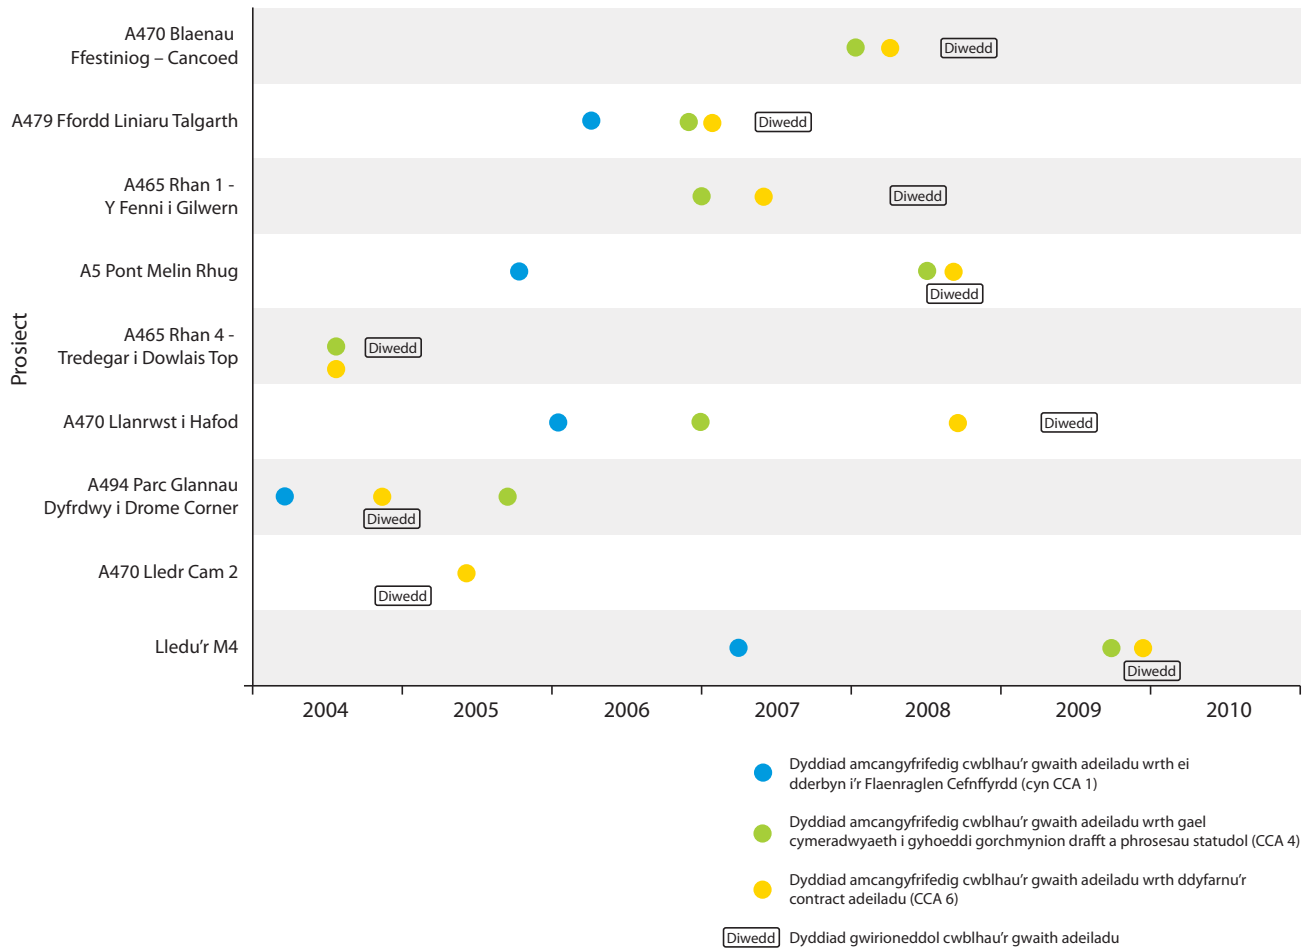 A470 Blaenau
Ffestiniog – Cancoed
Diwedd
A479 Ffordd Liniaru Talgarth
Diwedd
A465 Rhan 1 -
Y Fenni i Gilwern
Diwedd
A5 Pont Melin Rhug
Diwedd
Prosiect
A465 Rhan 4 -
Tredegar i Dowlais Top
Diwedd
A470 Llanrwst i Hafod
Diwedd
A494 Parc Glannau
Dyfrdwy i Drome Corner
Diwedd
A470 Lledr Cam 2
Diwedd
Lledu’r M4
Diwedd
2004 2005 2006 2007 2008 2009 2010
Dyddiad amcangyfrifedig cwblhau’r gwaith adeiladu wrth ei
dderbyn i’r Flaenraglen Cefnffyrdd (cyn CCA 1)
Dyddiad amcangyfrifedig cwblhau’r gwaith adeiladu wrth gael
cymeradwyaeth i gyhoeddi gorchmynion drafft a phrosesau statudol (CCA 4)
Dyddiad amcangyfrifedig cwblhau’r gwaith adeiladu wrth ddyfarnu’r
contract adeiladu (CCA 6)
Diwedd Dyddiad gwirioneddol cwblhau’r gwaith adeiladu